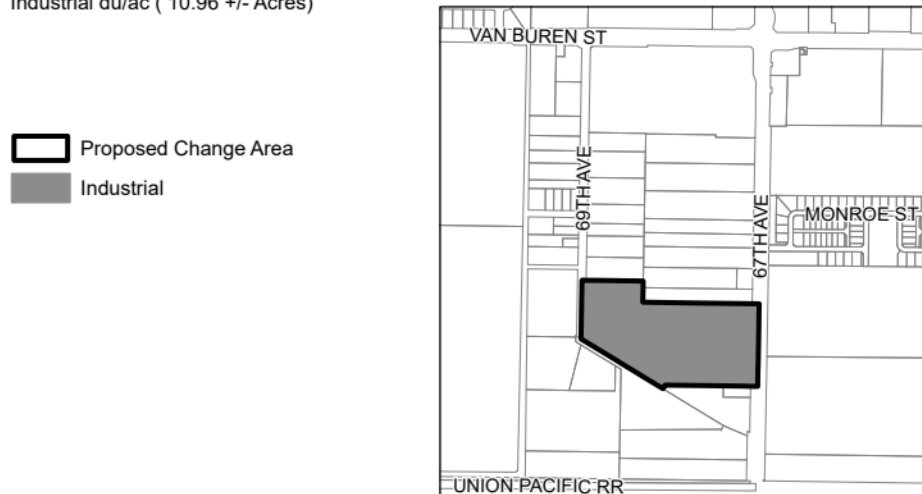 Industrial du/ac ( 10.96 +/- Acres)
Proposed Change Area
Industrial
VAN BUREN ST
69TH AVE
67TH AVE
MONROE ST
UNION PACIFIC RR